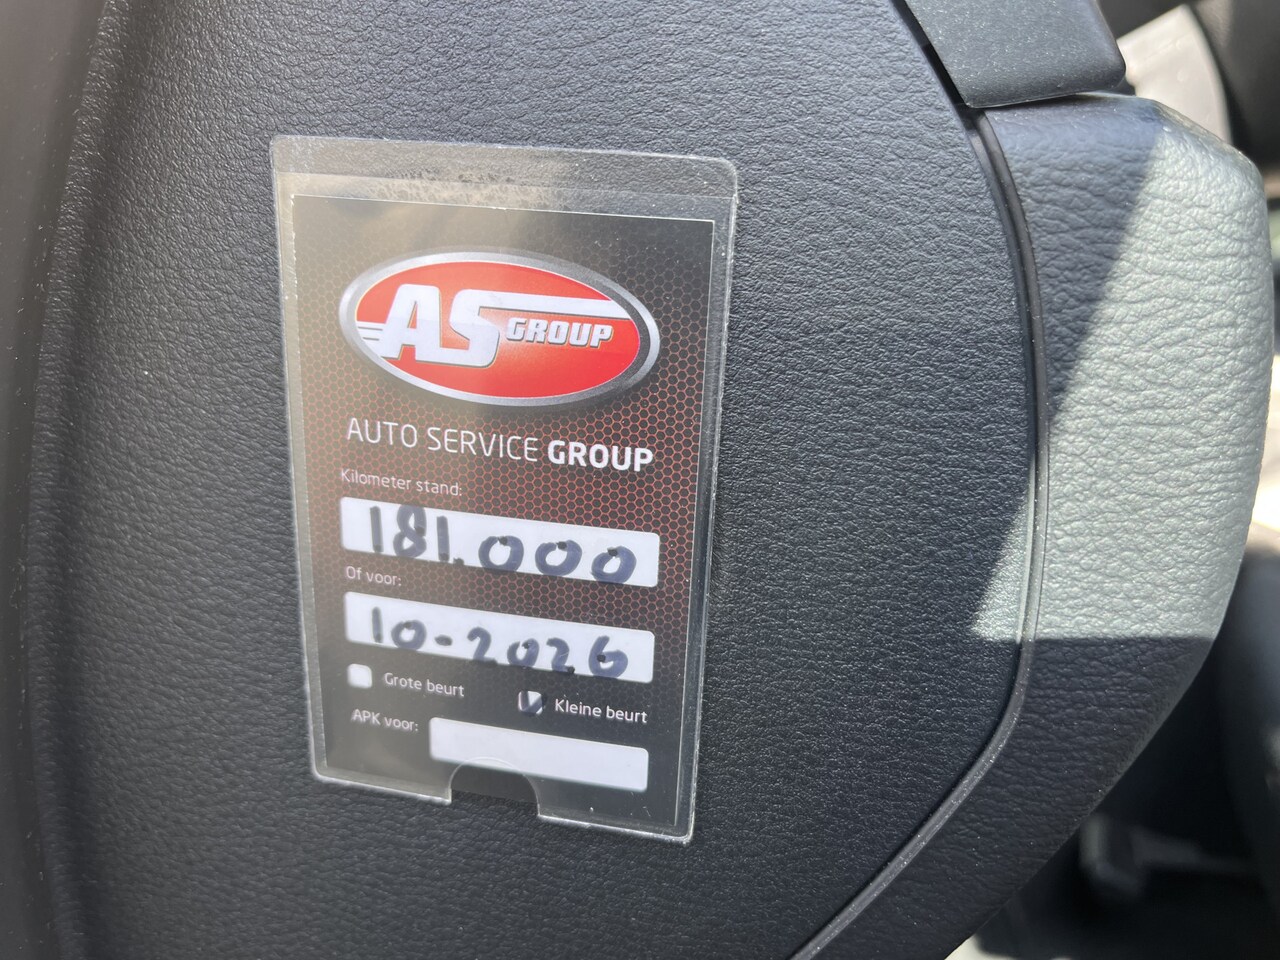 AS GROUP
AUTO SERVICE GROUP
Kilometer stand:
181.000
Of voor:
10-2026
Grote beurt
Kleine beurt
APK voor: